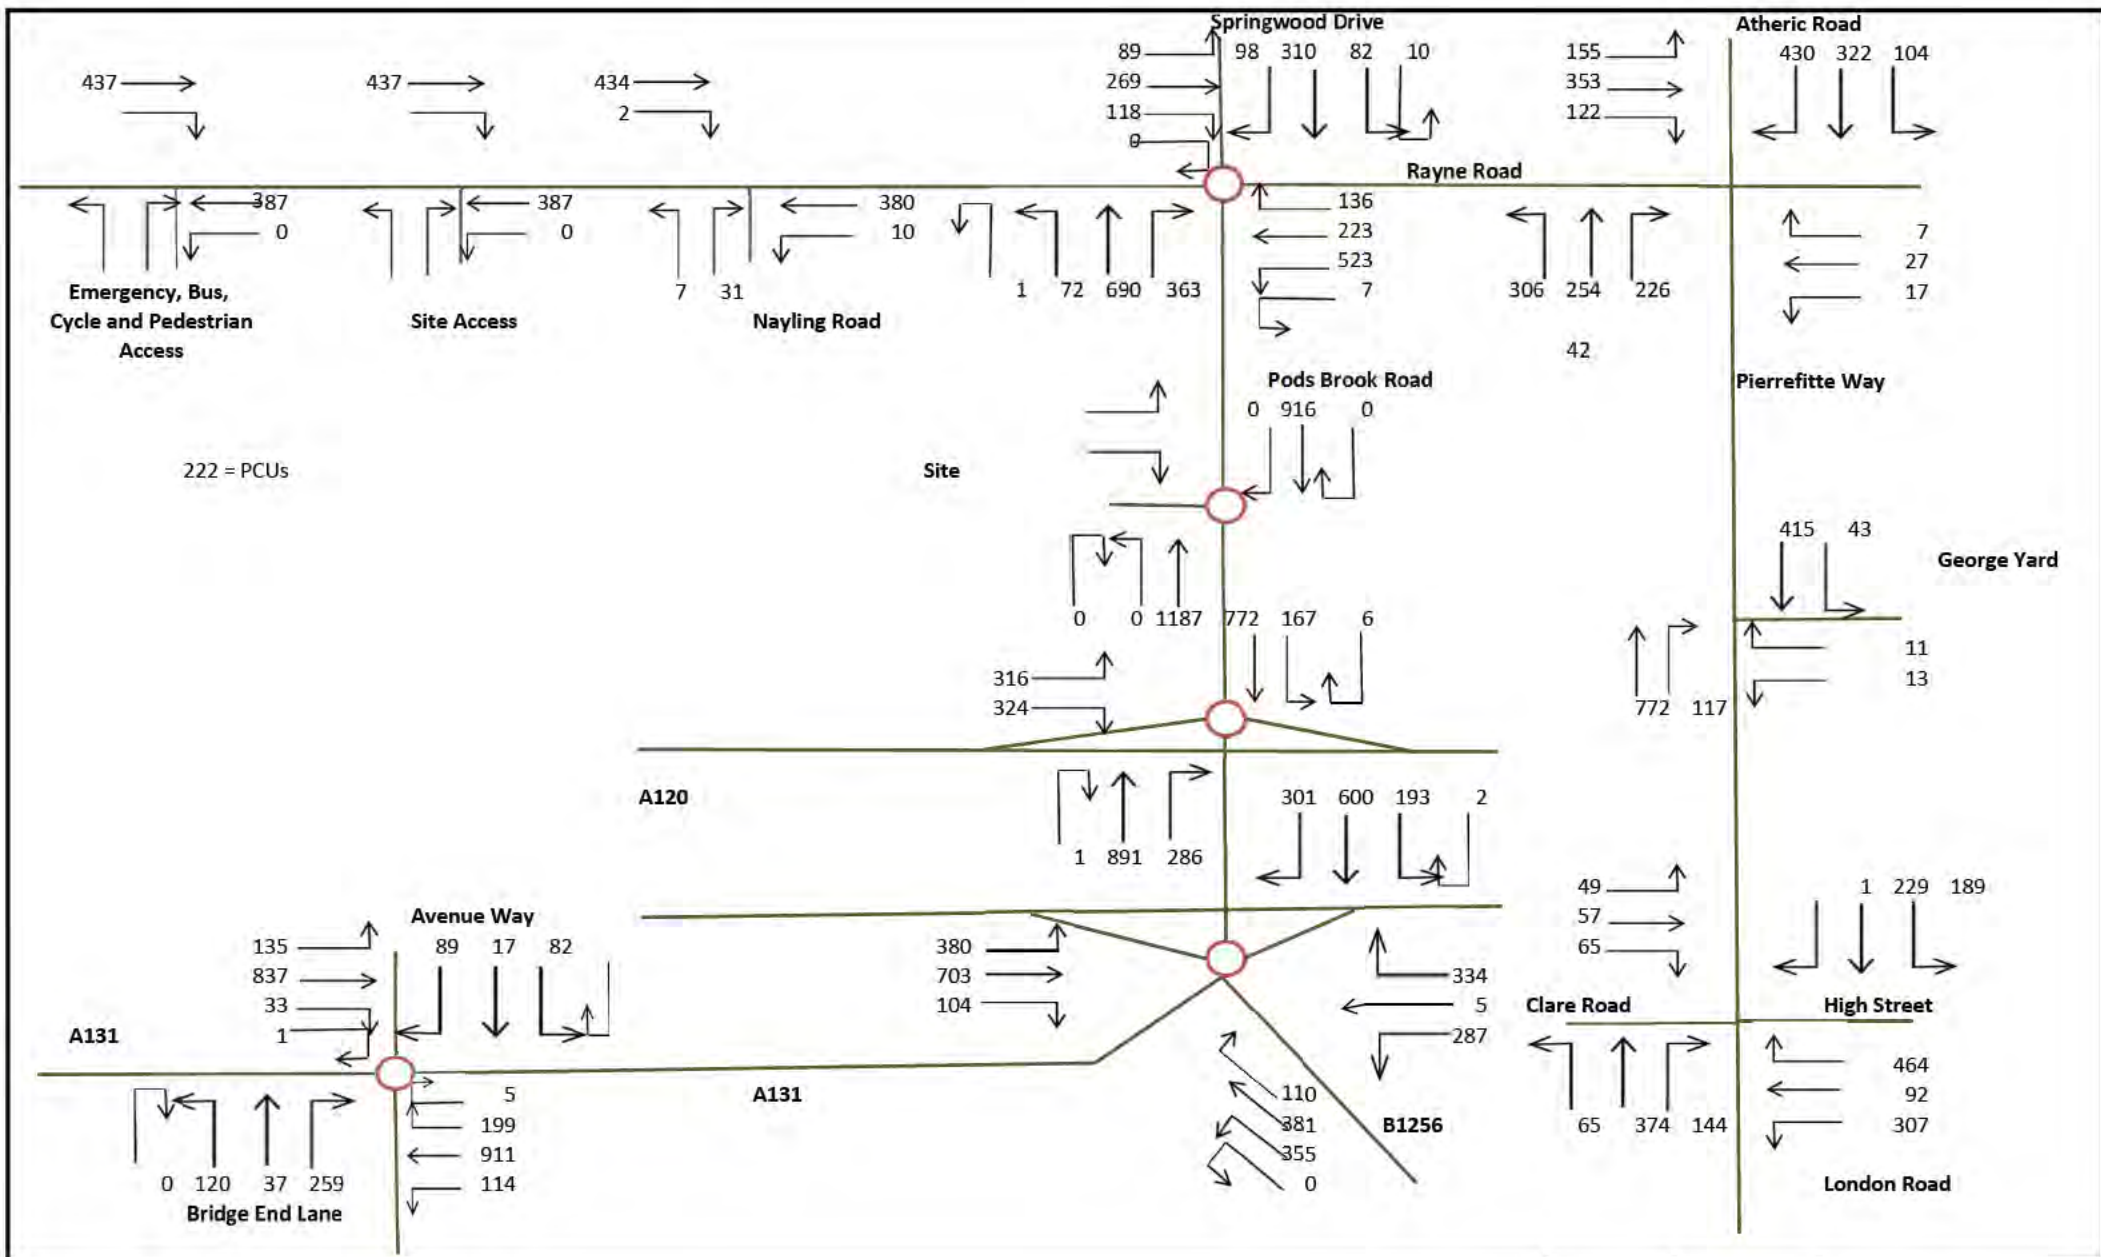 Springwood Drive
Atheric Road
89 98 310 82 10
155 430 322 104
437 437 434
269
353
2
118
122
0
Rayne Road
387 387 380
136
0 0 10
223
7
523
27
7 31
1 72 690 363
7
306 254 226
17
Emergency, Bus,
Cycle and Pedestrian
Access
Site Access
Nayling Road
42
Pods Brook Road
Pierrefitte Way
0 916 0
222 = PCUs
Site
415 43
George Yard
0 0 1187 772 167 6
11
316
13
324
772 117
A120
301 600 193 2
1 891 286
49
1 229 189
Avenue Way
57
135 89 17 82
380
65
837
703
334
33
104
5
Clare Road
High Street
1
287
A131
464
A131
5
110
92
199
381
B1256
65 374 144
307
911
355
0 120 37 259
114
0
London Road
Bridge End Lane